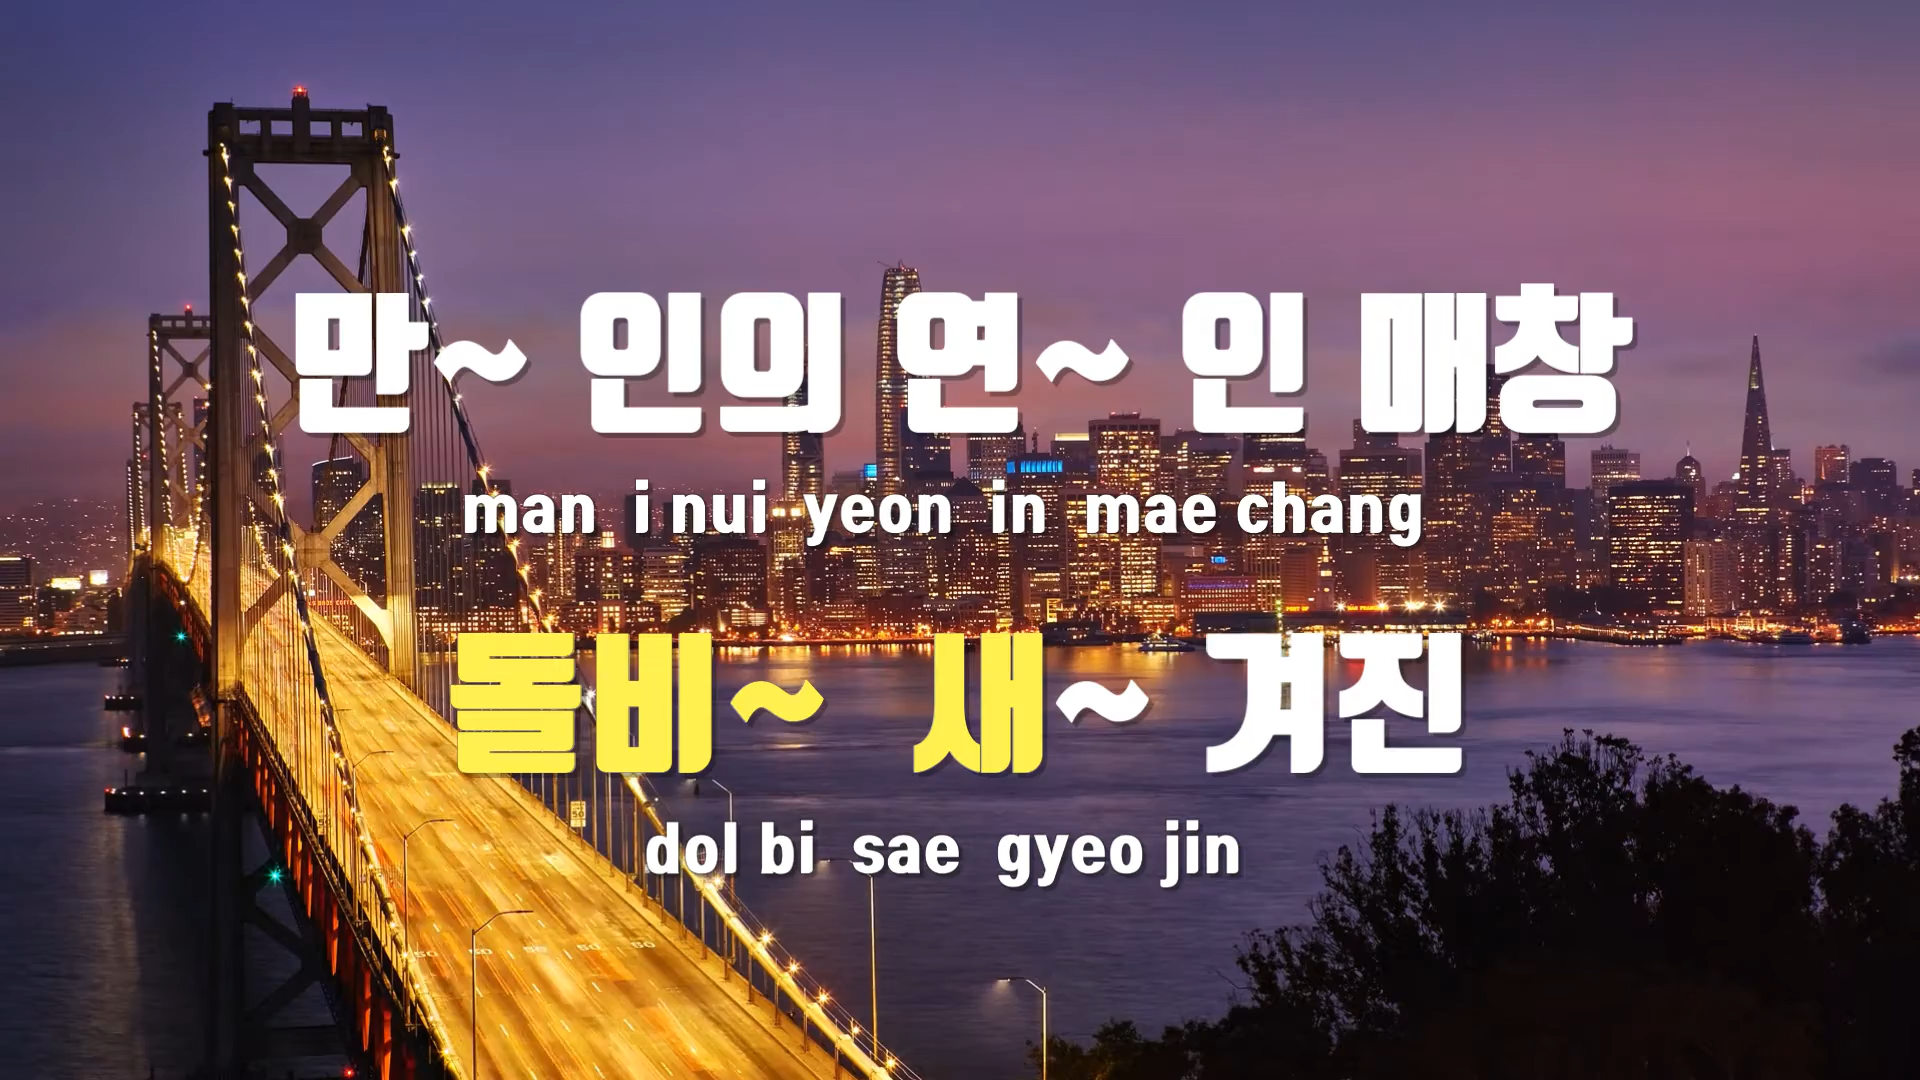 만~ 인의 연~ 인 매창
man i nui yeon in mae chang
돌비~ 새~ 겨진
dol bi sae gyeo jin